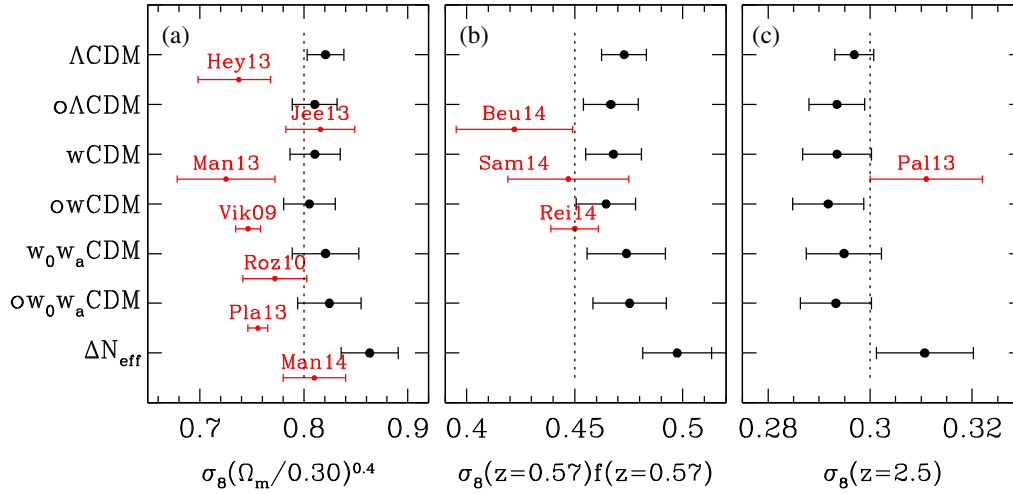 (a)
(b)
(c)
ΛCDM
oΛCDM
wCDM
owCDM
w₀wₐCDM
ow₀wₐCDM
ΔN_eff
Hey13
Jee13
Man13
Vik09
Roz10
Pla13
Man14
Beu14
Sam14
Rei14
Pal13
0.7 0.8 0.9
0.4 0.45 0.5
0.28 0.3 0.32
σ₈(Ωₘ/0.30)⁰·⁴
σ₈(z=0.57)f(z=0.57)
σ₈(z=2.5)